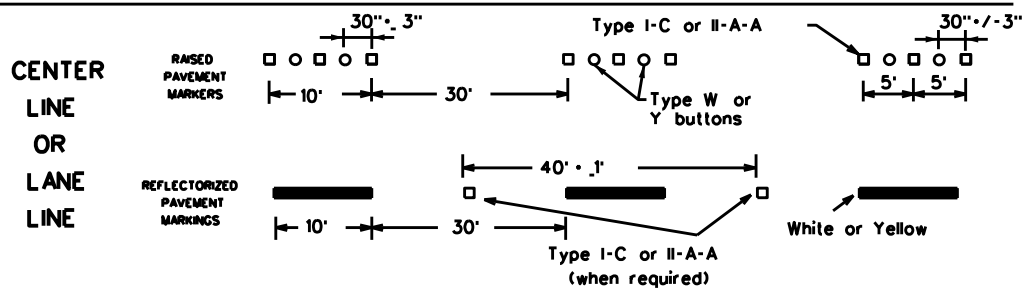 30"• _ 3"
Type I-C or II-A-A
30"•/-3"
CENTER
LINE
OR
LANE
LINE
RAISED
PAVEMENT
MARKERS
10'
30'
Type W or
Y buttons
5'
5'
REFLECTORIZED
PAVEMENT
MARKINGS
40' • _1'
10'
30'
Type I-C or II-A-A
(when required)
White or Yellow